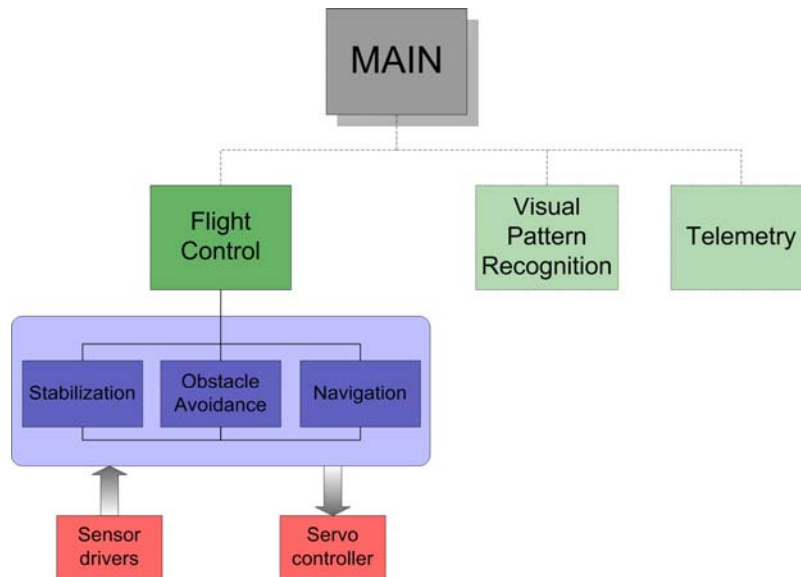 MAIN
Flight
Control
Visual
Pattern
Recognition
Telemetry
Stabilization
Obstacle
Avoidance
Navigation
Sensor
drivers
Servo
controller